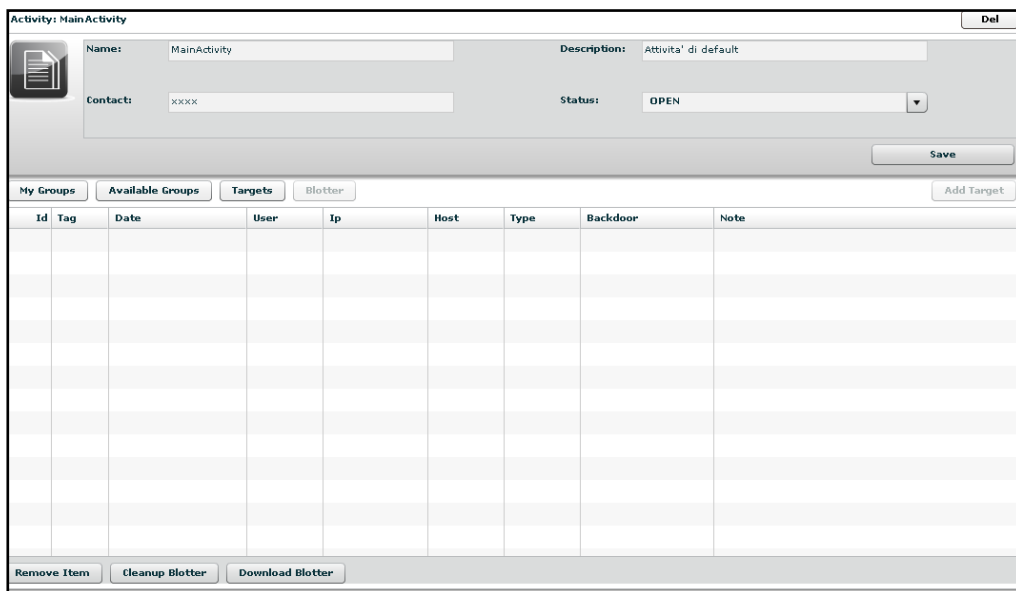 Activity: MainActivity
Del
Name: MainActivity Description: Attivita' di default
Contact: xxxx Status: OPEN
Save
My Groups Available Groups Targets Blotter Add Target
Id Tag Date User Ip Host Type Backdoor Note
Remove Item Cleanup Blotter Download Blotter